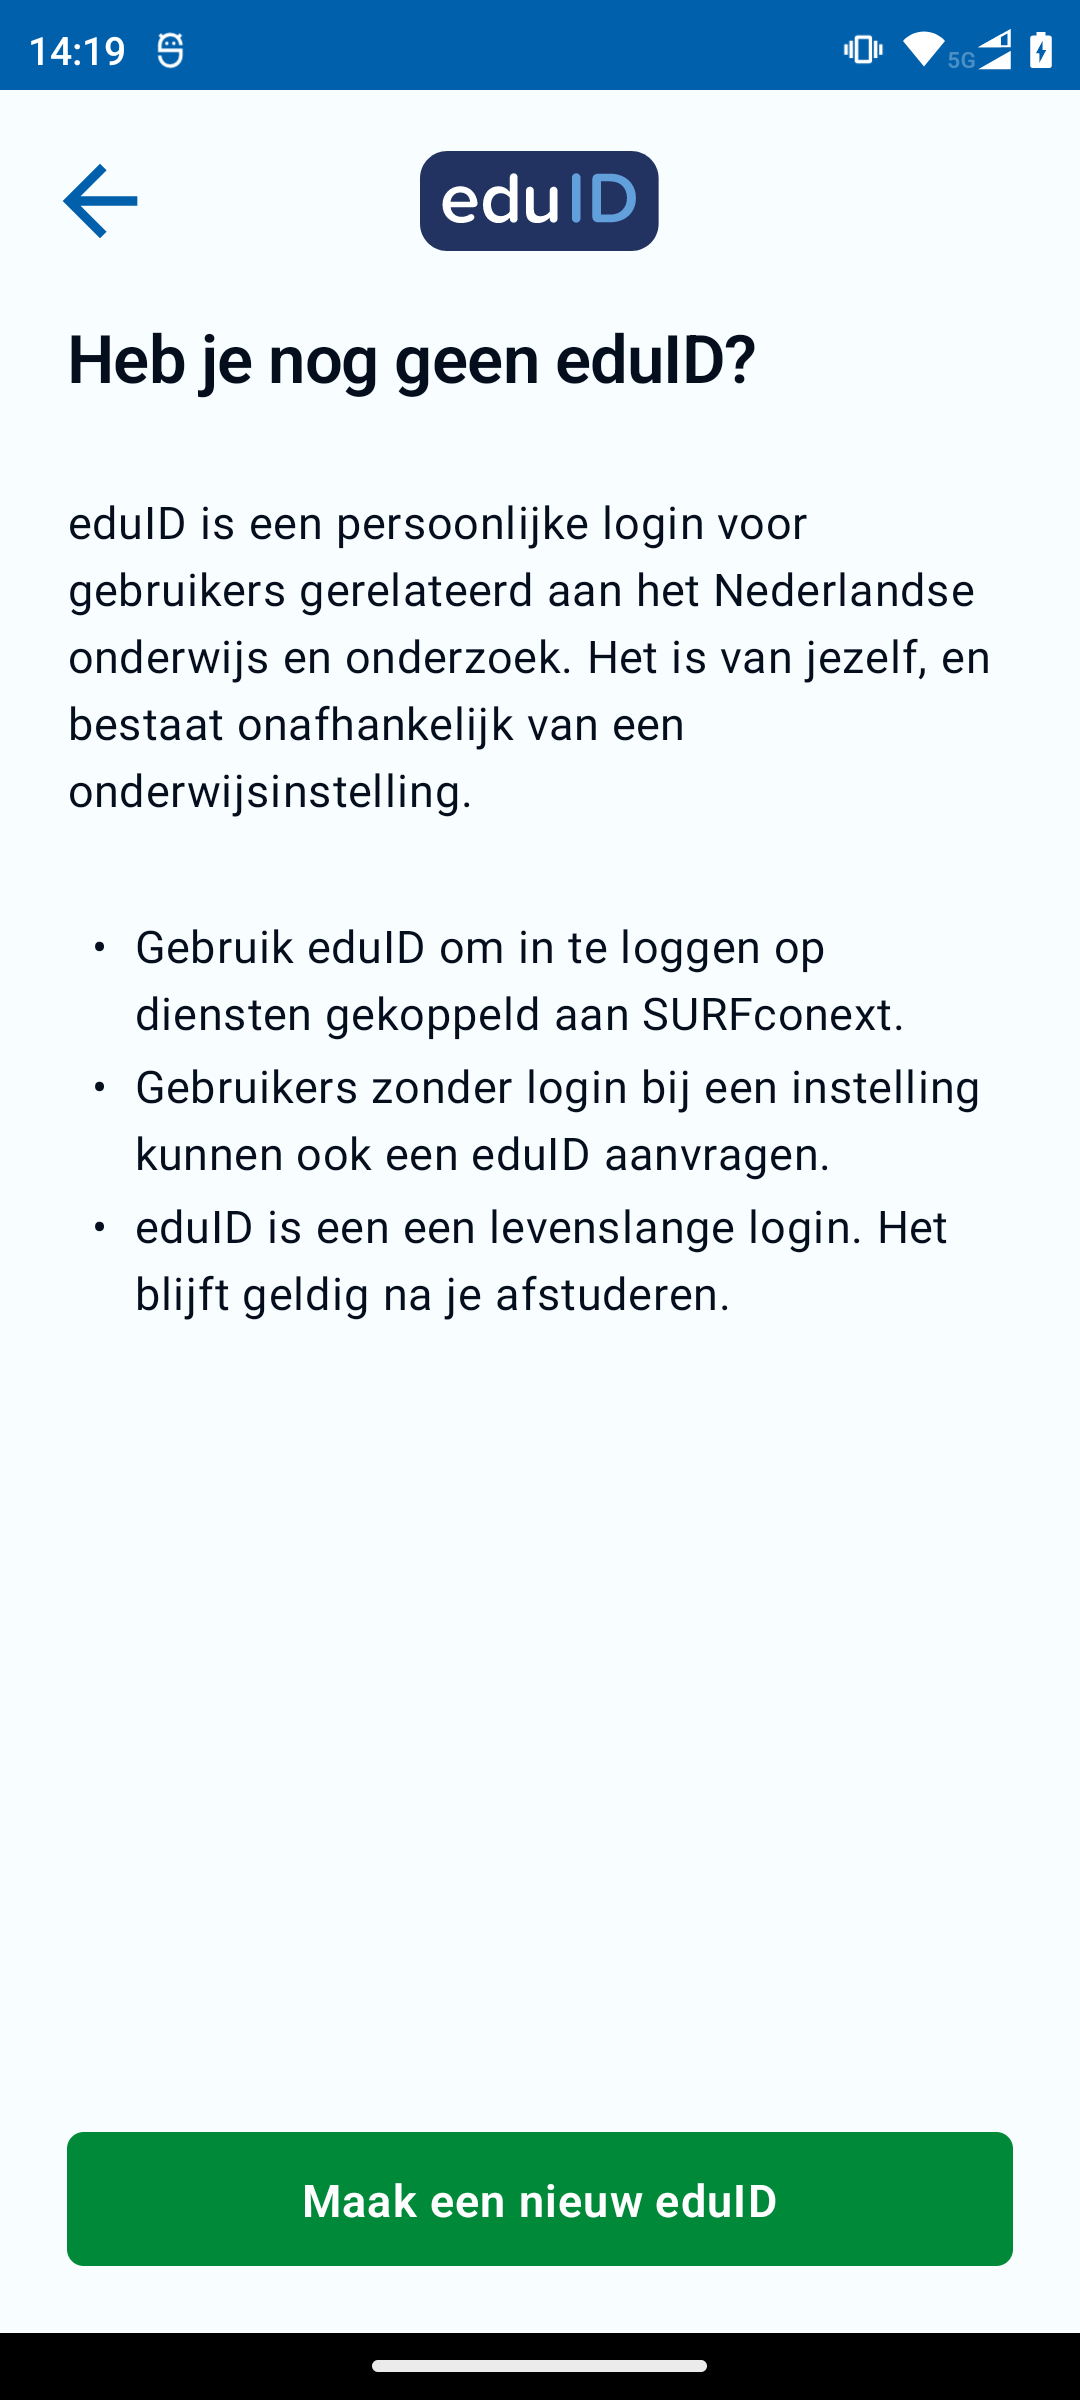 14:19
5G
eduID
Heb je nog geen eduID?
eduID is een persoonlijke login voor
gebruikers gerelateerd aan het Nederlandse
onderwijs en onderzoek. Het is van jezelf, en
bestaat onafhankelijk van een
onderwijsinstelling.
• Gebruik eduID om in te loggen op
diensten gekoppeld aan SURFconext.
• Gebruikers zonder login bij een instelling
kunnen ook een eduID aanvragen.
• eduID is een een levenslange login. Het
blijft geldig na je afstuderen.
Maak een nieuw eduID